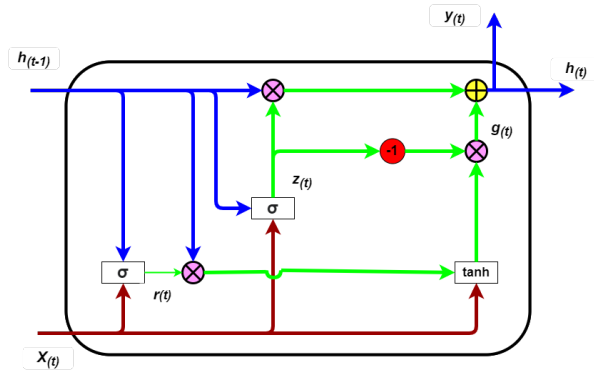 y(t)
h(t-1)
h(t)
g(t)
-1
z(t)
σ
σ
r(t)
tanh
X(t)